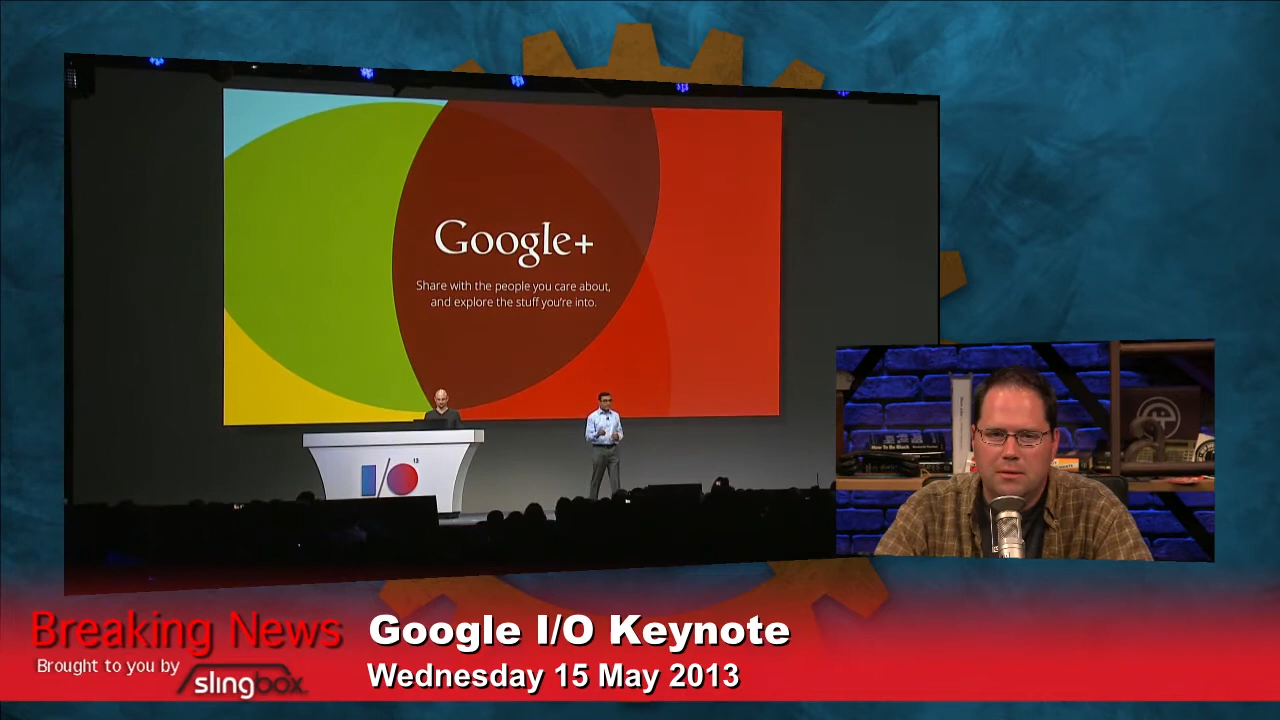 Google+
Share with the people you care about,
and explore the stuff you're into.
I/O 13
Breaking News
Brought to you by
slingbox
Google I/O Keynote
Wednesday 15 May 2013